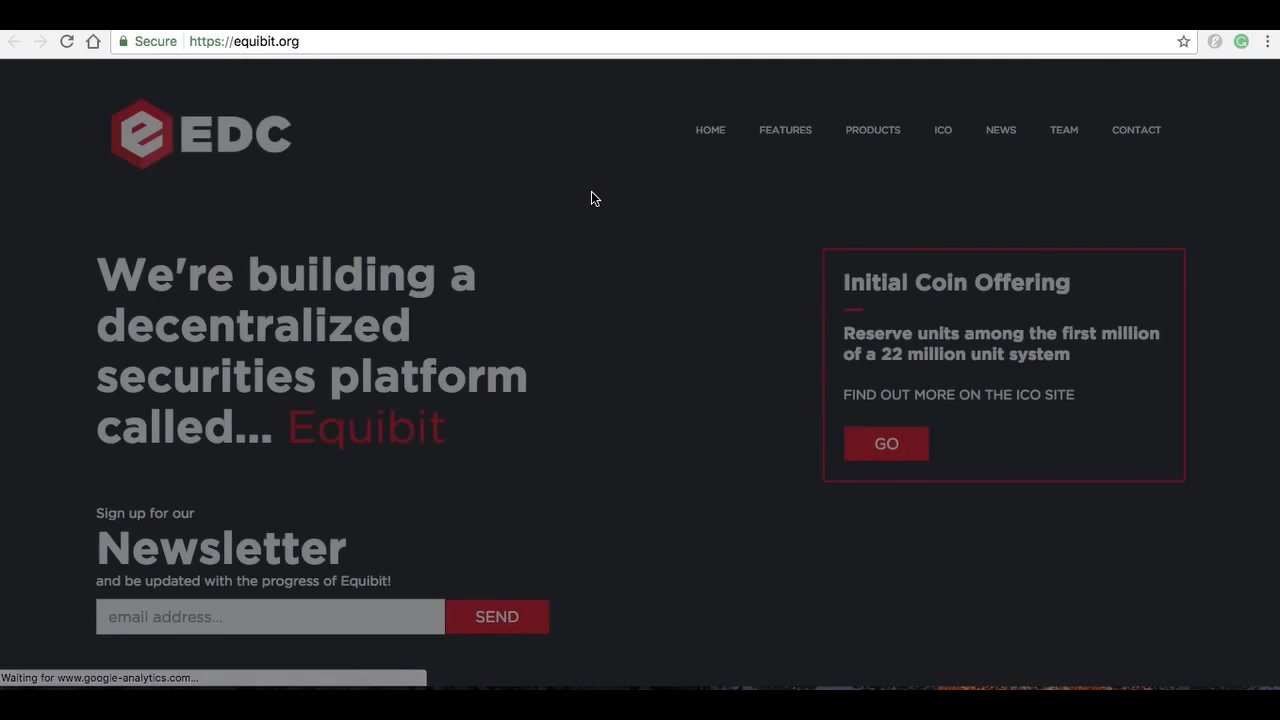 Secure https://equibit.org
EDC
HOME FEATURES PRODUCTS ICO NEWS TEAM CONTACT
We're building a
decentralized
securities platform
called... Equibit
Initial Coin Offering
Reserve units among the first million
of a 22 million unit system
FIND OUT MORE ON THE ICO SITE
GO
Sign up for our
Newsletter
and be updated with the progress of Equibit!
email address...
SEND
Waiting for www.google-analytics.com...